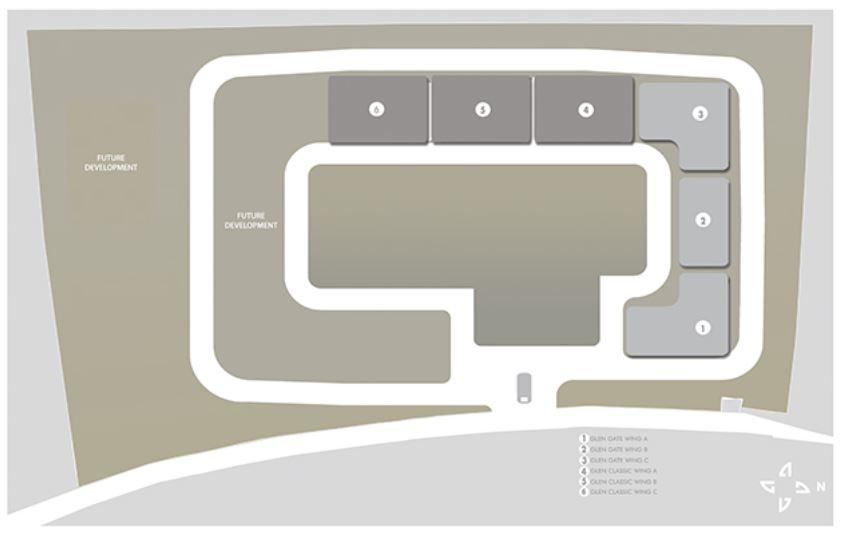 6
5
4
3
FUTURE
DEVELOPMENT
FUTURE
DEVELOPMENT
2
1
1 GLEN GATE WING A
2 GLEN GATE WING B
3 GLEN GATE WING C
4 GLEN CLASSIC WING A
5 GLEN CLASSIC WING B
6 GLEN CLASSIC WING C
N